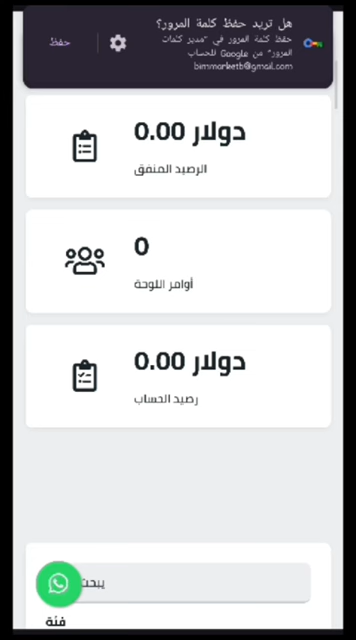 هل تريد حفظ كلمة المرور؟
حفظ كلمة المرور في "مدير كلمات
المرور" من Google للحساب
bimmarketb@gmail.com
حفظ
0.00 دولار
الرصيد المنفق
0
أوامر اللوحة
0.00 دولار
رصيد الحساب
يبحث
فئة